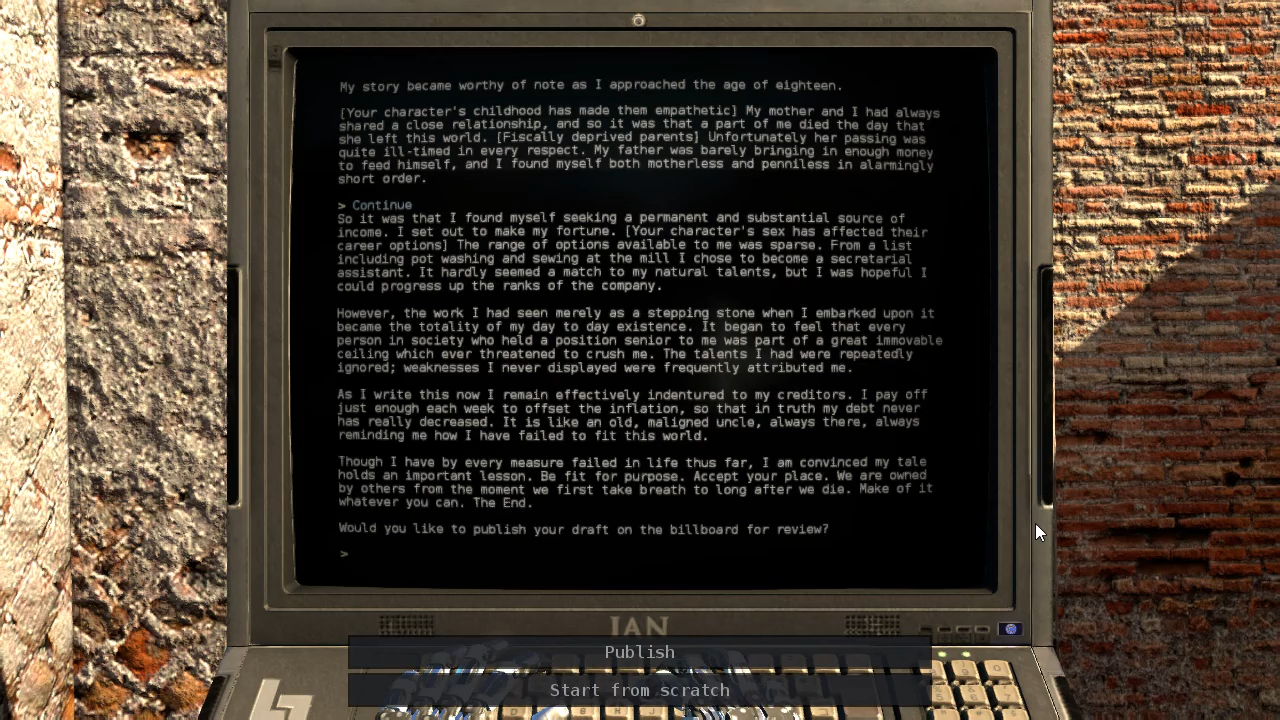 My story became worthy of note as I approached the age of eighteen.
[Your character's childhood has made them empathetic] My mother and I had always
shared a close relationship, and so it was that a part of me died the day that
she left this world. [Fiscally deprived parents] Unfortunately her passing was
quite ill-timed in every respect. My father was barely bringing in enough money
to feed himself, and I found myself both motherless and penniless in alarmingly
short order.
> Continue
So it was that I found myself seeking a permanent and substantial source of
income. I set out to make my fortune. [Your character's sex has affected their
career options] The range of options available to me was sparse. From a list
including pot washing and sewing at the mill I chose to become a secretarial
assistant. It hardly seemed a match to my natural talents, but I was hopeful I
could progress up the ranks of the company.
However, the work I had seen merely as a stepping stone when I embarked upon it
became the totality of my day to day existence. It began to feel that every
person in society who held a position senior to me was part of a great immovable
ceiling which ever threatened to crush me. The talents I had were repeatedly
ignored; weaknesses I never displayed were frequently attributed me.
As I write this now I remain effectively indentured to my creditors. I pay off
just enough each week to offset the inflation, so that in truth my debt never
has really decreased. It is like an old, maligned uncle, always there, always
reminding me how I have failed to fit this world.
Though I have by every measure failed in life thus far, I am convinced my tale
holds an important lesson. Be fit for purpose. Accept your place. We are owned
by others from the moment we first take breath to long after we die. Make of it
whatever you can. The End.
Would you like to publish your draft on the billboard for review?
>
IAN
Publish
Start from scratch